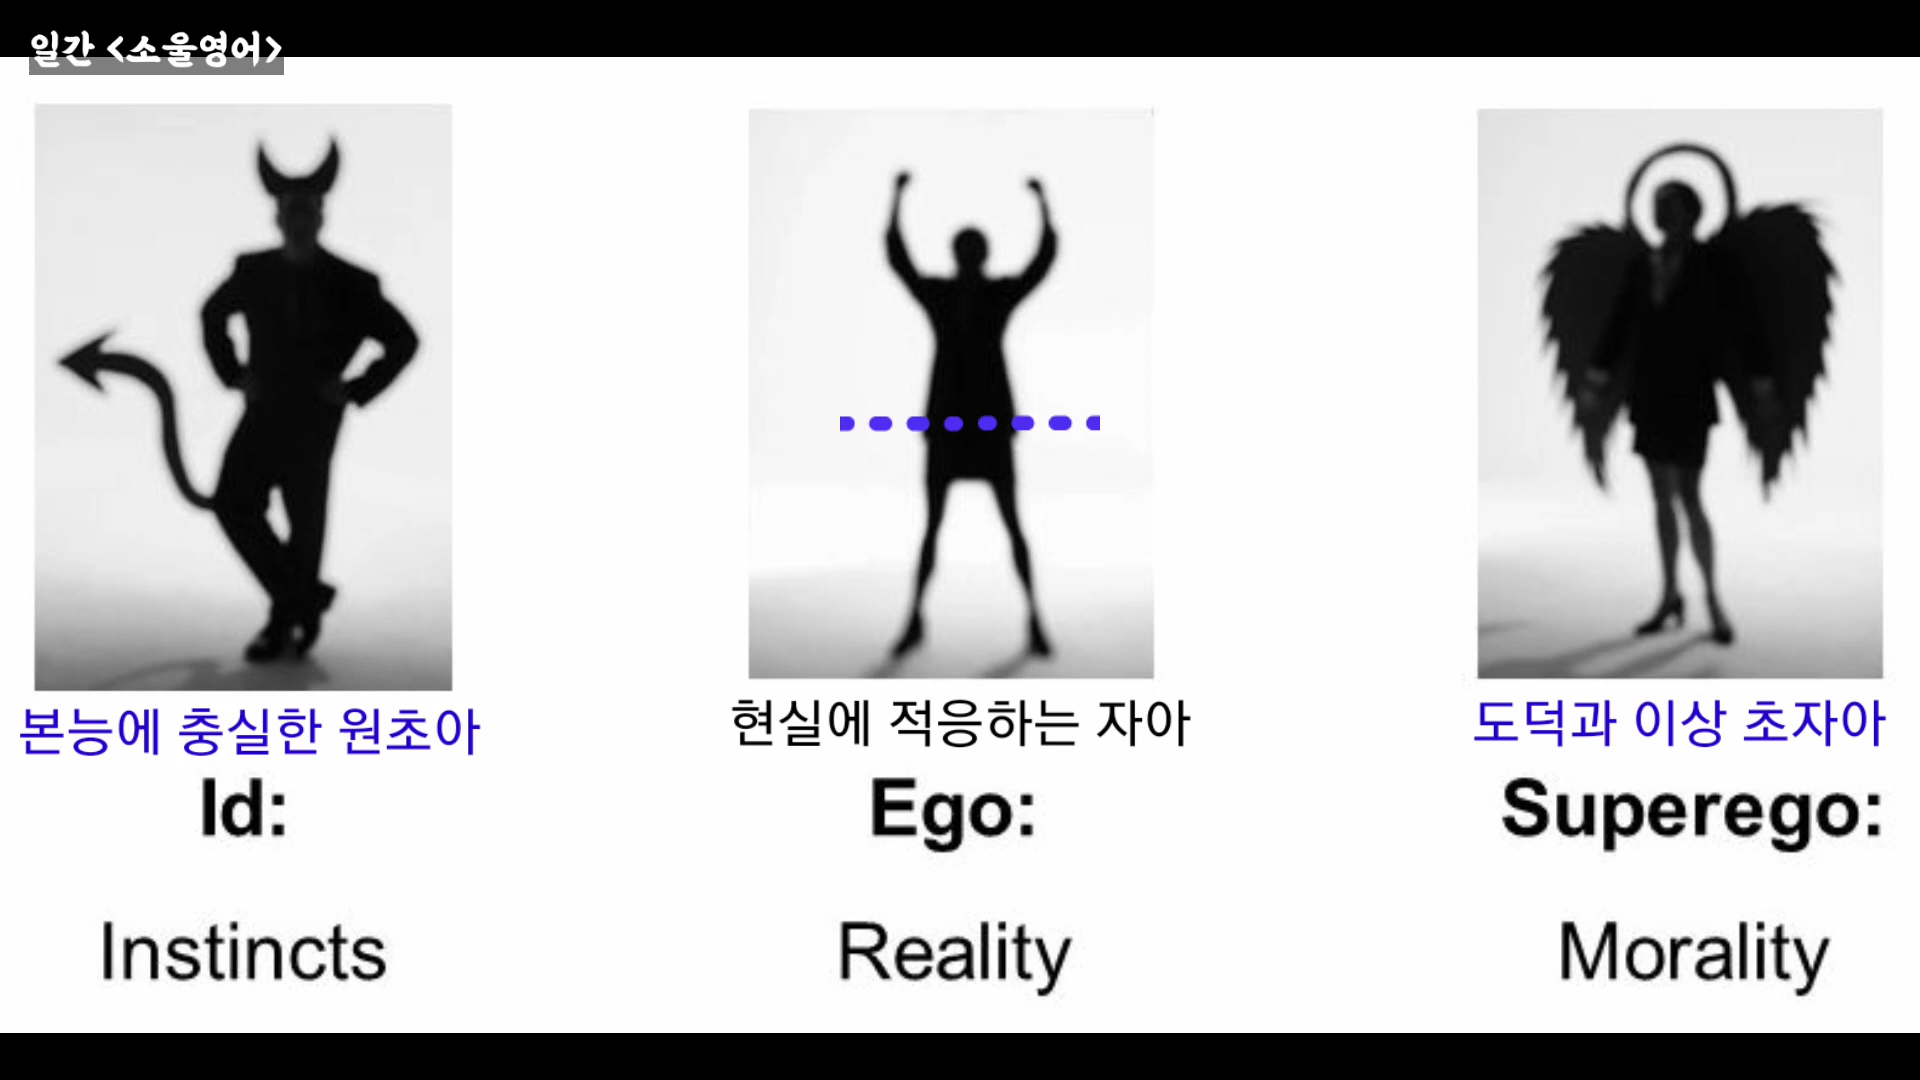 일간 <소울영어>
본능에 충실한 원초아
현실에 적응하는 자아
도덕과 이상 초자아
Id:
Ego:
Superego:
Instincts
Reality
Morality